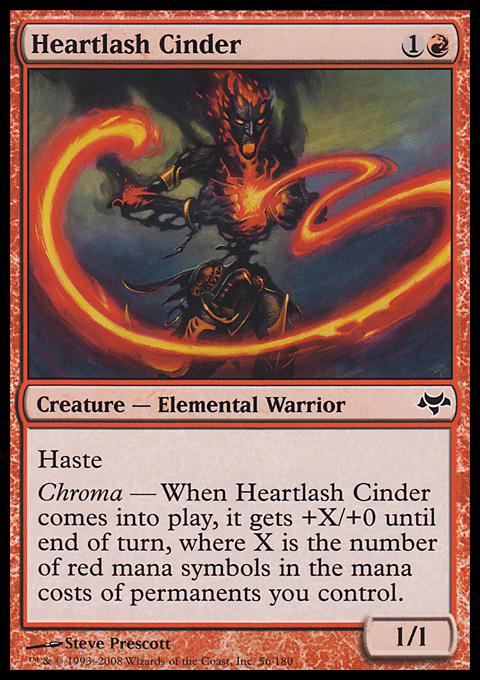 Heartlash Cinder 1
Creature — Elemental Warrior
Haste
Chroma — When Heartlash Cinder
comes into play, it gets +X/+0 until
end of turn, where X is the number
of red mana symbols in the mana
costs of permanents you control.
1/1
Steve Prescott
™ & © 1993–2008 Wizards of the Coast, Inc. 56/180